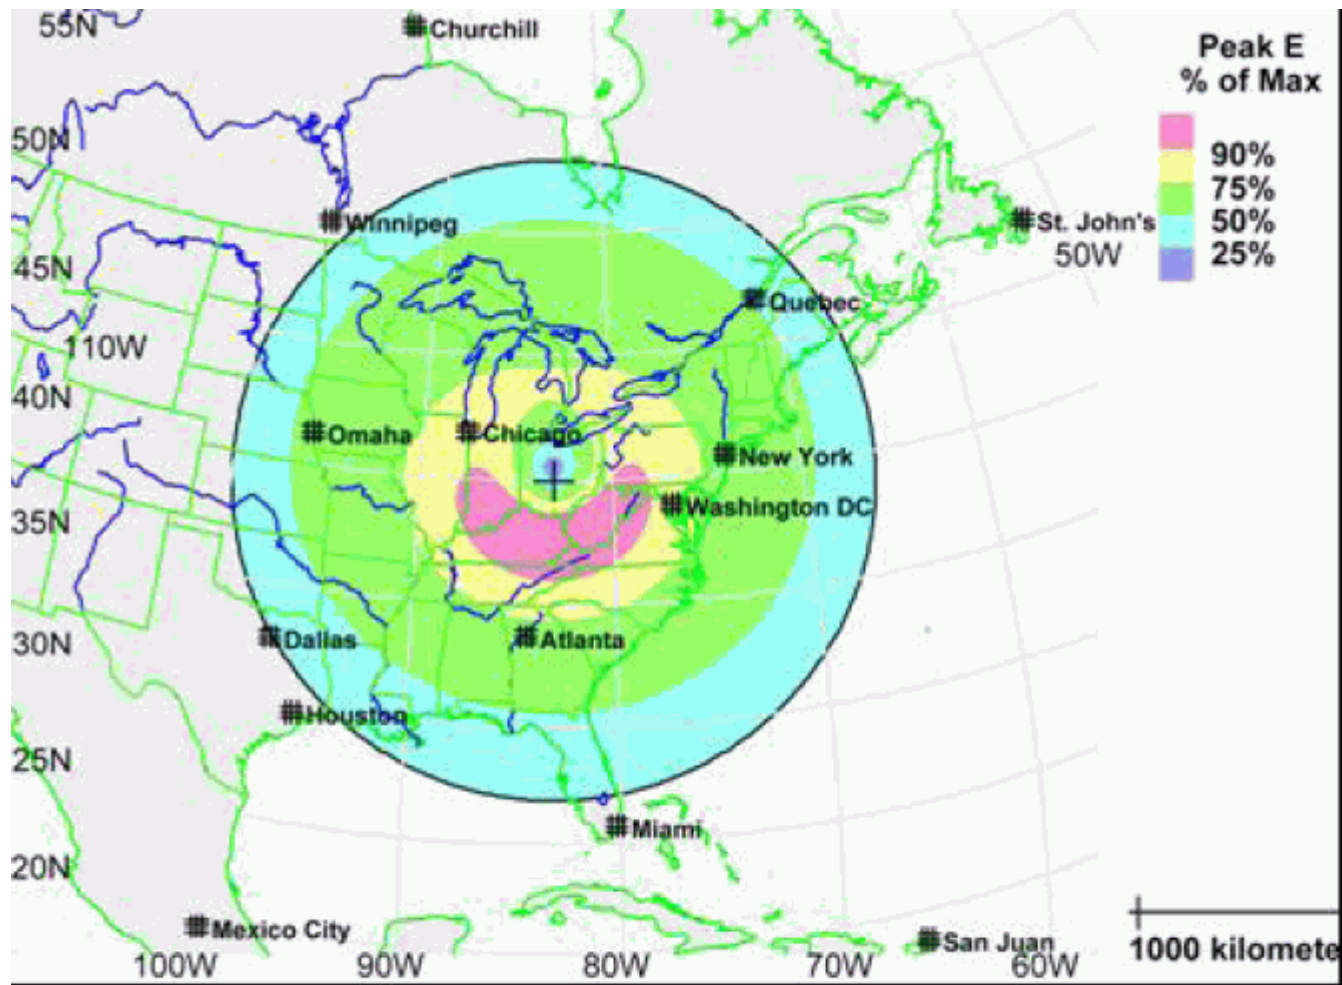 55N
Churchill
Peak E
% of Max
50N
90%
75%
50%
25%
Winnipeg
St. John's
50W
45N
Quebec
110W
40N
Omaha
Chicago
New York
35N
Washington DC
30N
Dallas
Atlanta
Houston
25N
Miami
20N
Mexico City
San Juan
1000 kilomete
100W
90W
80W
70W
60W